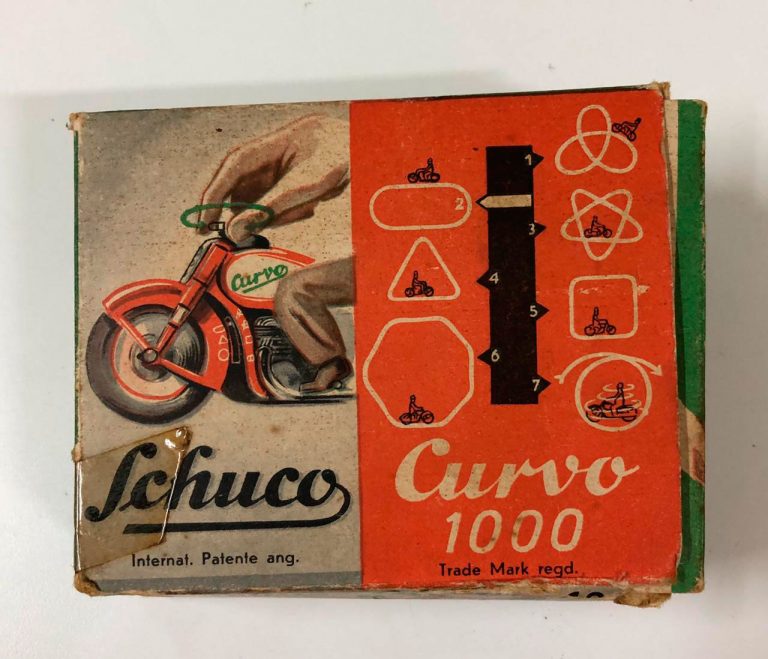 Curvo
1
2
3
4
5
6
7
Schuco
Internat. Patente ang.
Curvo
1000
Trade Mark regd.